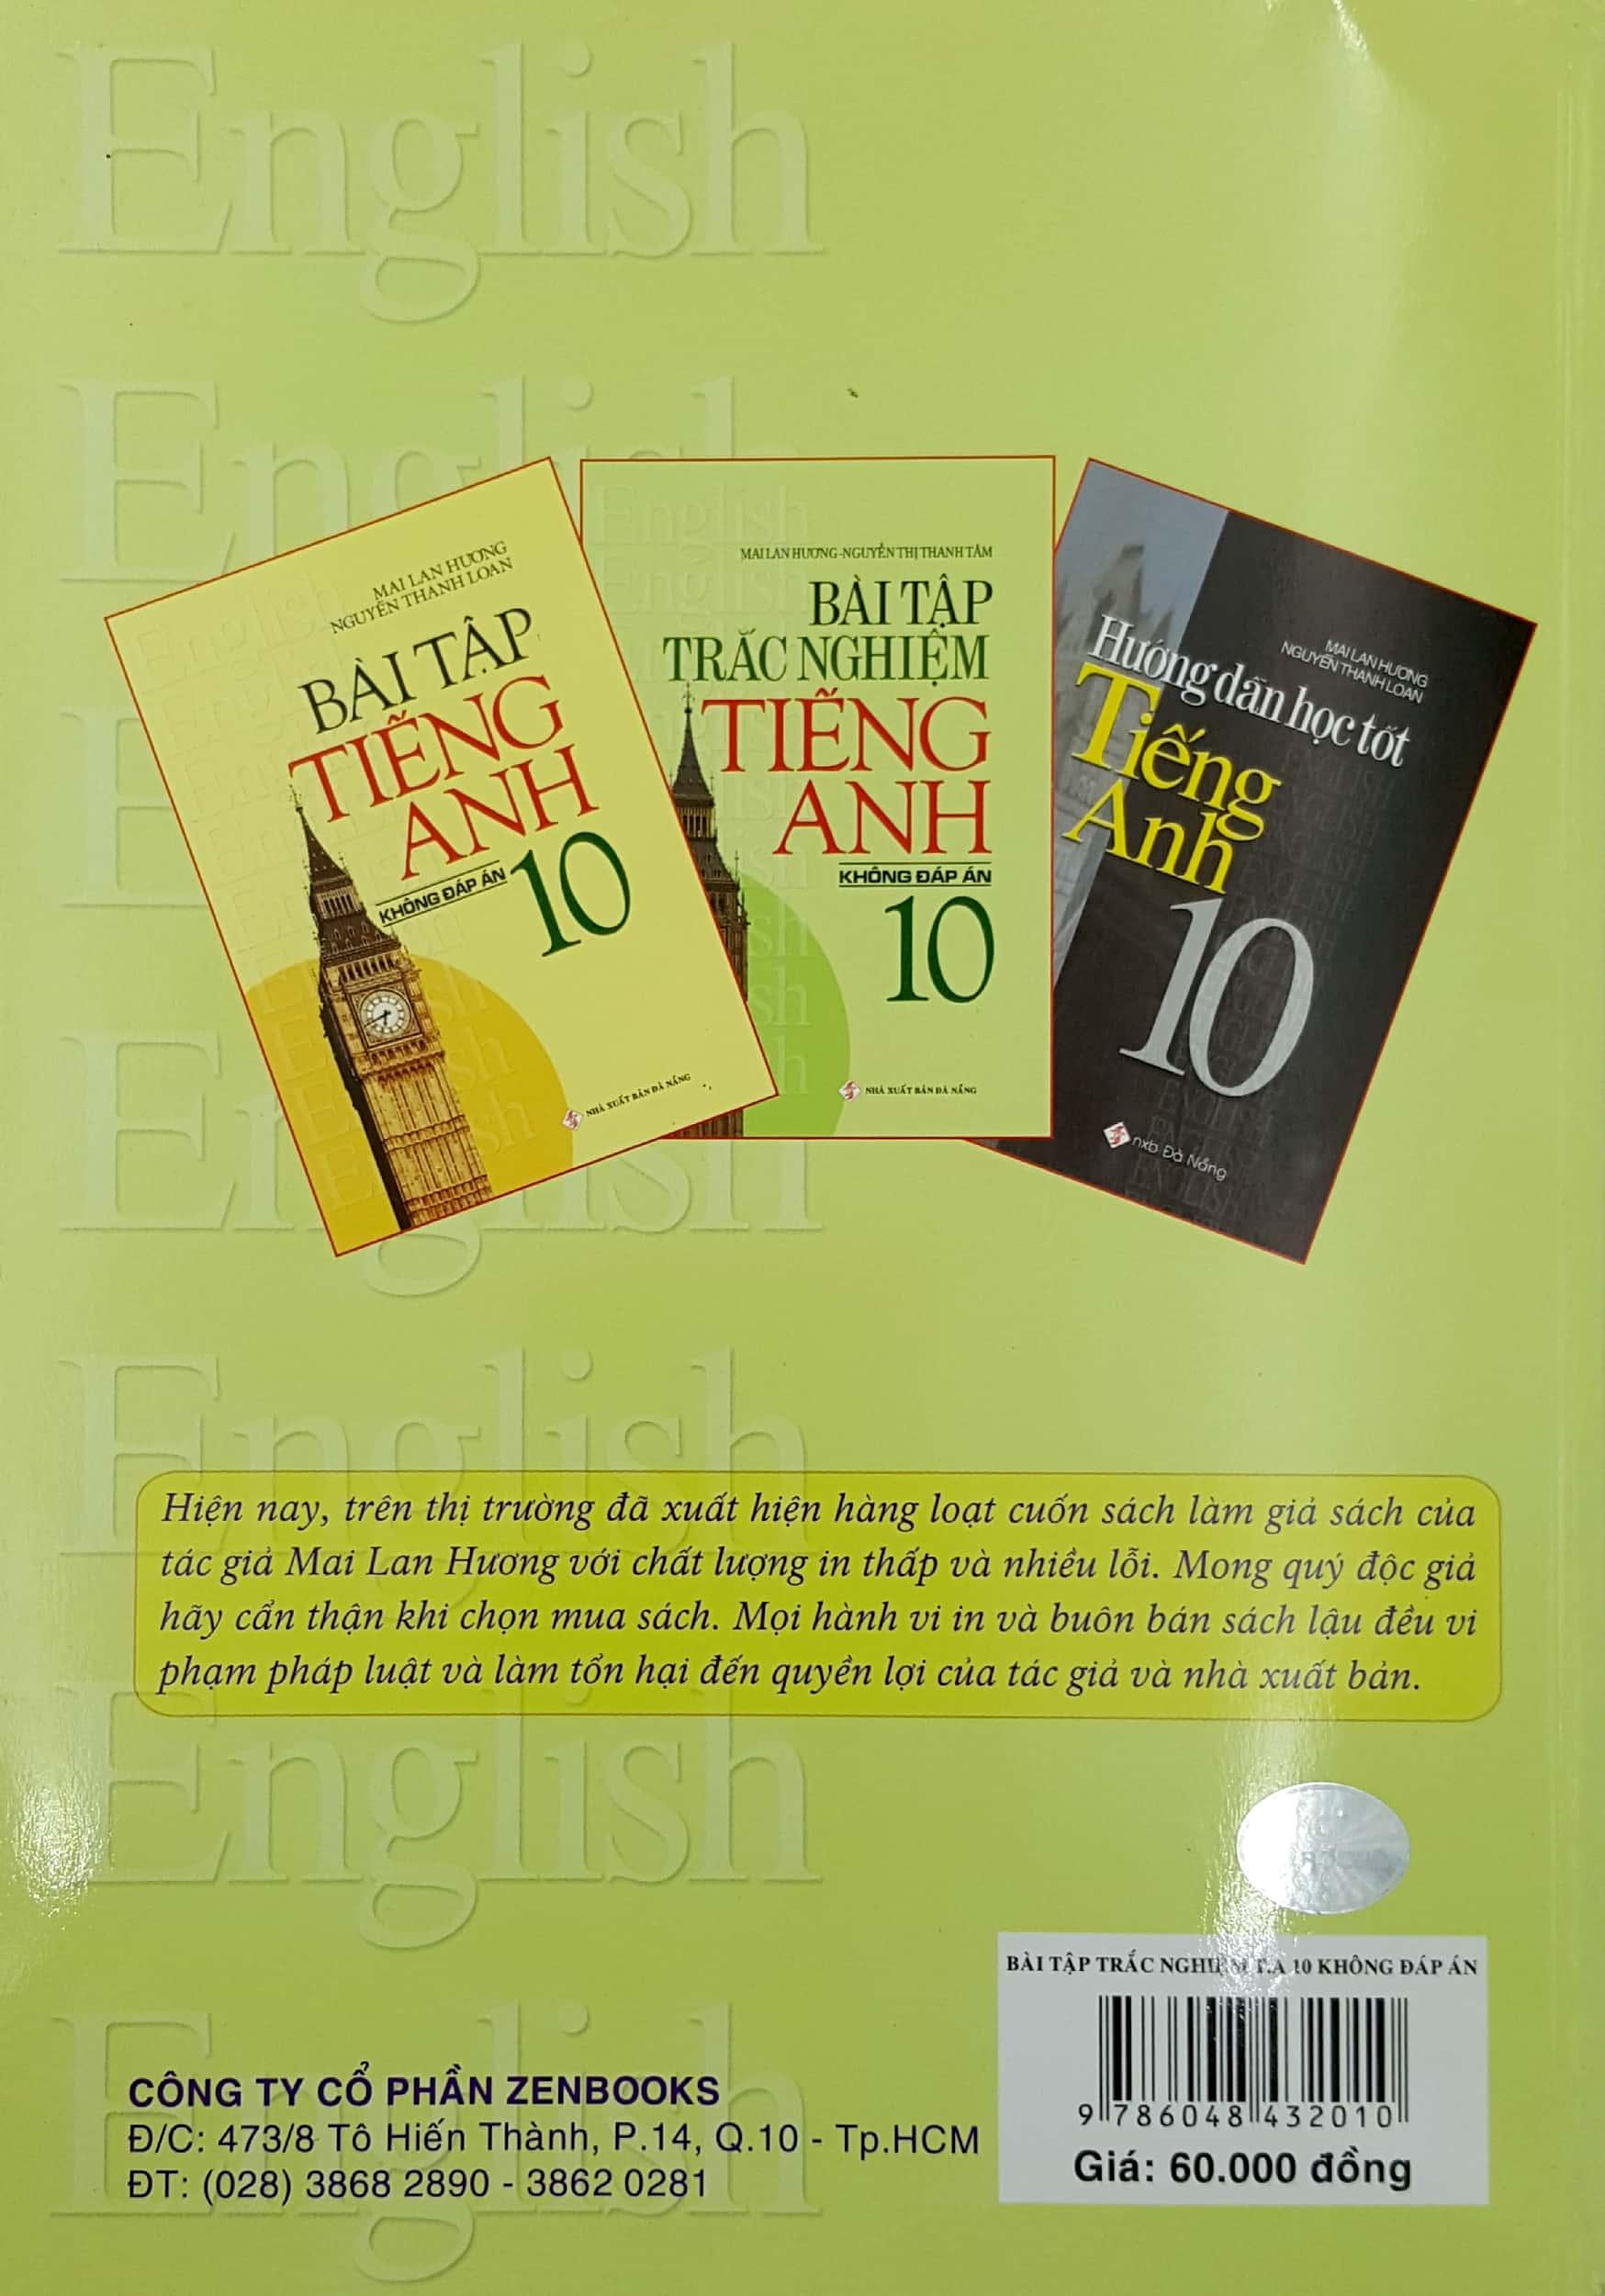 English
English
MAI LAN HƯƠNG
NGUYỄN THANH LOAN
BÀI TẬP
TIẾNG
ANH
KHÔNG ĐÁP ÁN
10
NHÀ XUẤT BẢN ĐÀ NẴNG
English
MAI LAN HƯƠNG-NGUYỄN THỊ THANH TÂM
BÀI TẬP
TRẮC NGHIỆM
TIẾNG
ANH
KHÔNG ĐÁP ÁN
10
NHÀ XUẤT BẢN ĐÀ NẴNG
MAI LAN HƯƠNG
NGUYỄN THANH LOAN
Hướng dẫn học tốt
Tiếng
Anh
10
nxb Đà Nẵng
English
Hiện nay, trên thị trường đã xuất hiện hàng loạt cuốn sách làm giả sách của
tác giả Mai Lan Hương với chất lượng in thấp và nhiều lỗi. Mong quý độc giả
hãy cẩn thận khi chọn mua sách. Mọi hành vi in và buôn bán sách lậu đều vi
phạm pháp luật và làm tổn hại đến quyền lợi của tác giả và nhà xuất bản.
English
English
BÀI TẬP TRẮC NGHIỆM T.A 10 KHÔNG ĐÁP ÁN
9 786048 432010
Giá: 60.000 đồng
CÔNG TY CỔ PHẦN ZENBOOKS
Đ/C: 473/8 Tô Hiến Thành, P.14, Q.10 - Tp.HCM
ĐT: (028) 3868 2890 - 3862 0281